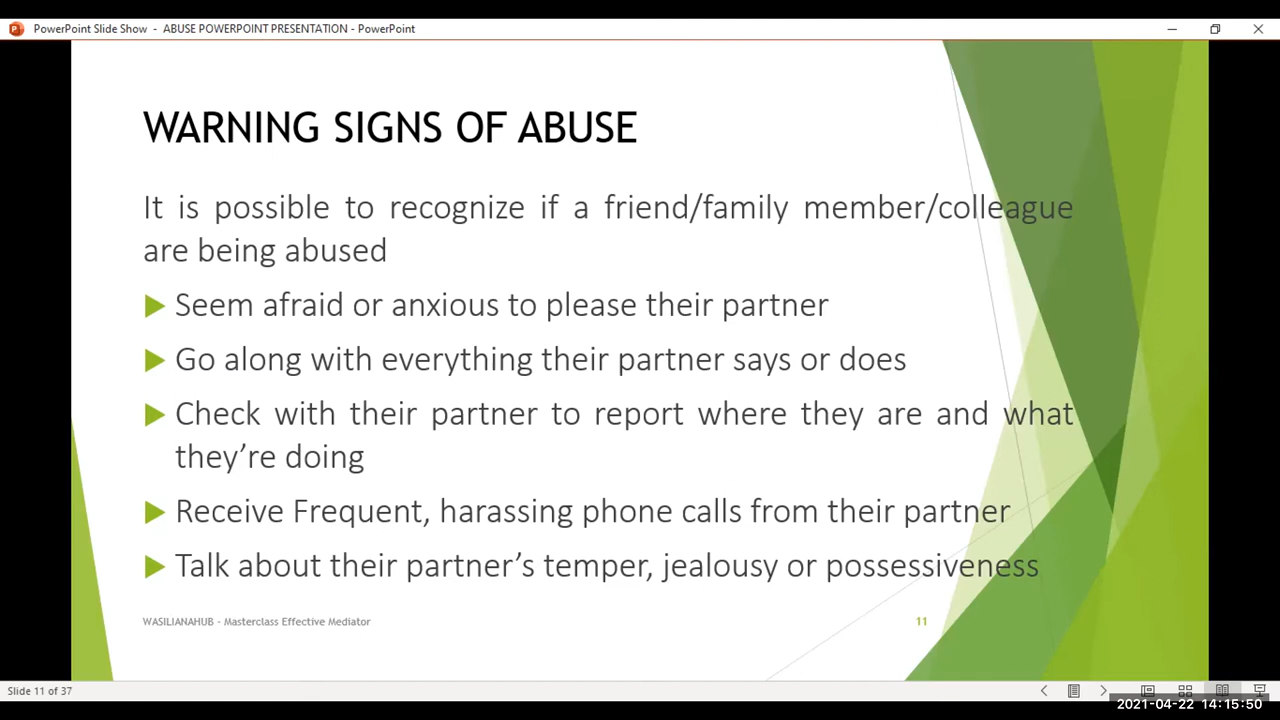 PowerPoint Slide Show - ABUSE POWERPOINT PRESENTATION - PowerPoint
WARNING SIGNS OF ABUSE
It is possible to recognize if a friend/family member/colleague
are being abused
Seem afraid or anxious to please their partner
Go along with everything their partner says or does
Check with their partner to report where they are and what
they’re doing
Receive Frequent, harassing phone calls from their partner
Talk about their partner’s temper, jealousy or possessiveness
WASILIANAHUB - Masterclass Effective Mediator
11
Slide 11 of 37
2021-04-22 14:15:50